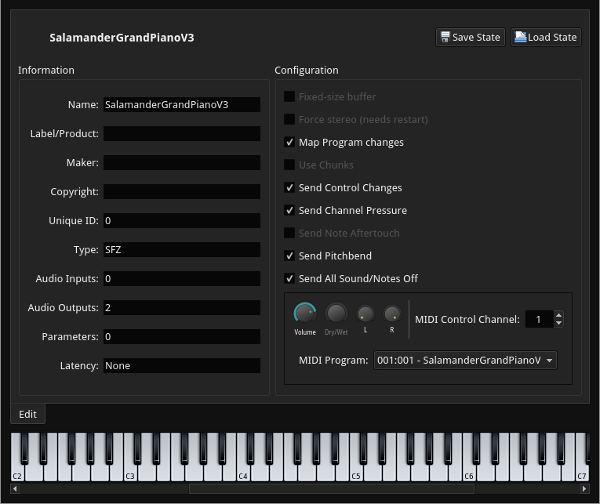 SalamanderGrandPianoV3
Save State
Load State
Information
Configuration
Name: SalamanderGrandPianoV3
Label/Product:
Maker:
Copyright:
Unique ID: 0
Type: SFZ
Audio Inputs: 0
Audio Outputs: 2
Parameters: 0
Latency: None
Fixed-size buffer
Force stereo (needs restart)
Map Program changes
Use Chunks
Send Control Changes
Send Channel Pressure
Send Note Aftertouch
Send Pitchbend
Send All Sound/Notes Off
Volume Dry/Wet L R
MIDI Control Channel: 1
MIDI Program: 001:001 - SalamanderGrandPianoV
Edit
C2 C3 C4 C5 C6 C7